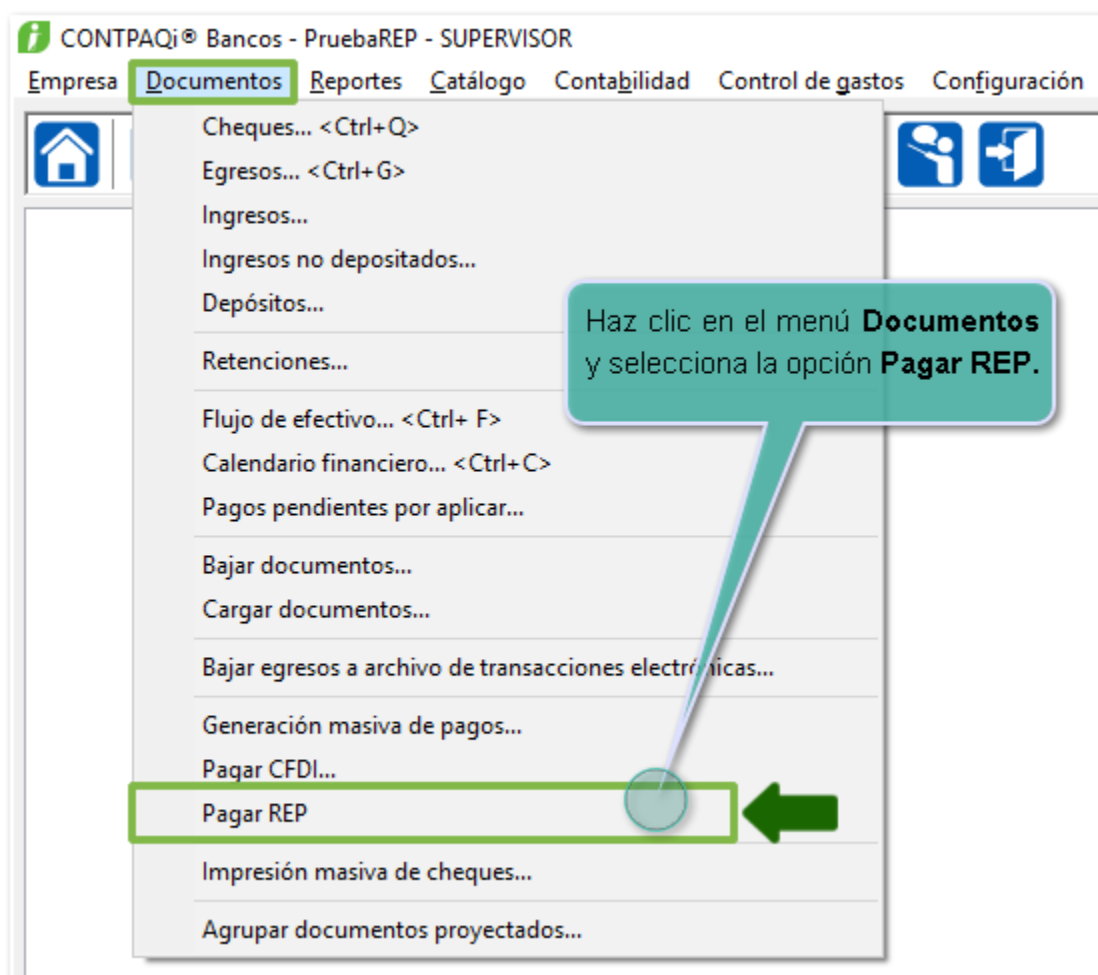 CONTPAQi® Bancos - PruebaREP - SUPERVISOR
Empresa Documentos Reportes Catálogo Contabilidad Control de gastos Configuración
Cheques... <Ctrl+Q>
Egresos... <Ctrl+G>
Ingresos...
Ingresos no depositados...
Depósitos...
Haz clic en el menú Documentos
y selecciona la opción Pagar REP.
Retenciones...
Flujo de efectivo... <Ctrl+ F>
Calendario financiero... <Ctrl+C>
Pagos pendientes por aplicar...
Bajar documentos...
Cargar documentos...
Bajar egresos a archivo de transacciones electrónicas...
Generación masiva de pagos...
Pagar CFDI...
Pagar REP
Impresión masiva de cheques...
Agrupar documentos proyectados...